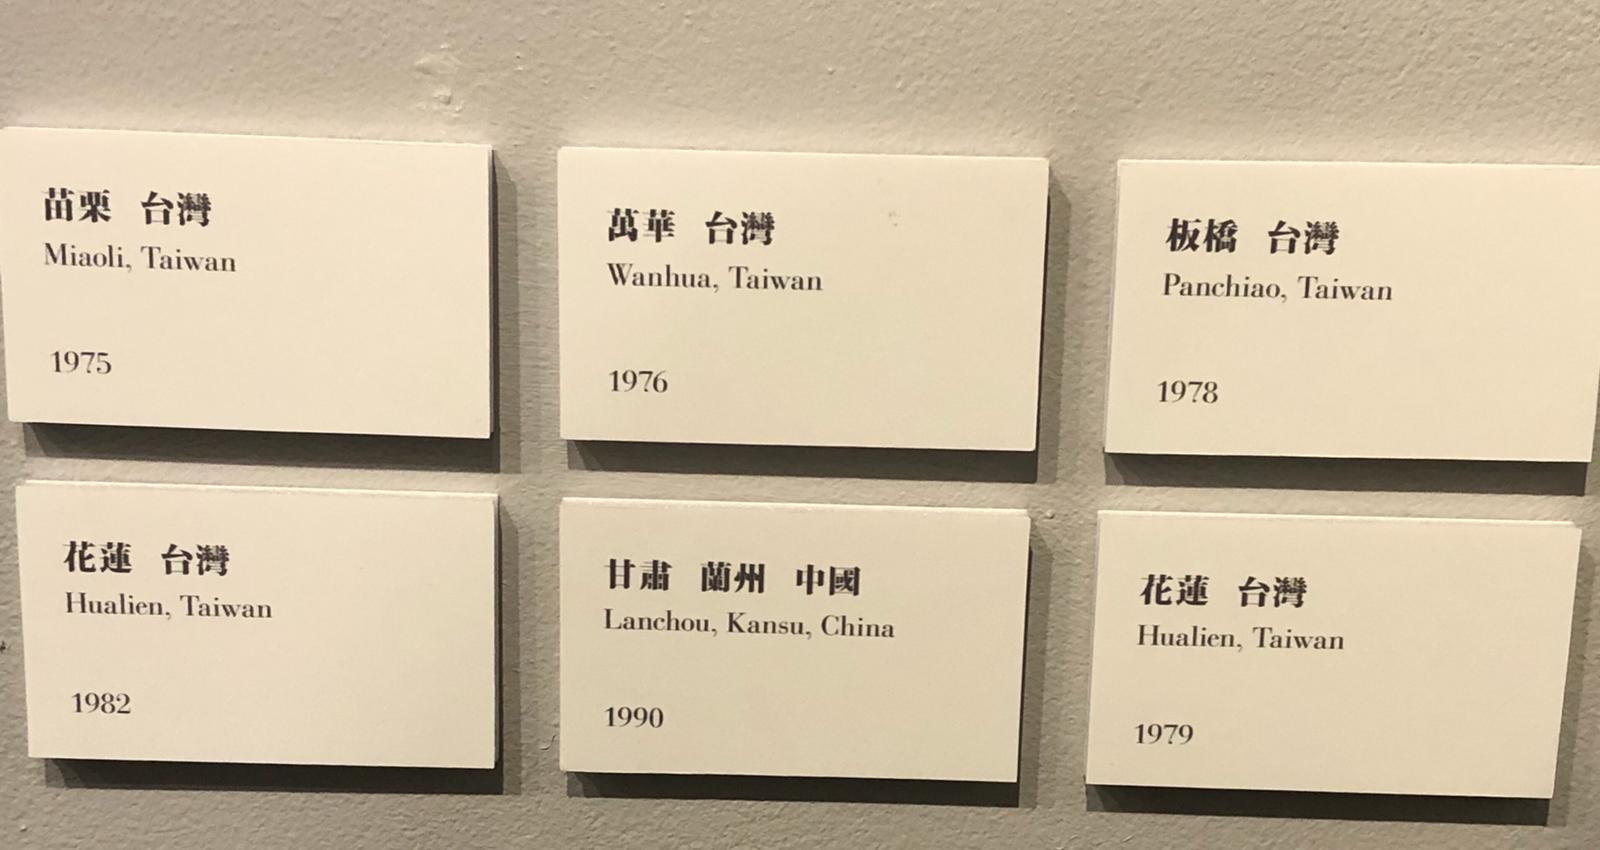 苗栗 台灣
Miaoli, Taiwan
1975
萬華 台灣
Wanhua, Taiwan
1976
板橋 台灣
Panchiao, Taiwan
1978
花蓮 台灣
Hualien, Taiwan
1982
甘肅 蘭州 中國
Lanchou, Kansu, China
1990
花蓮 台灣
Hualien, Taiwan
1979